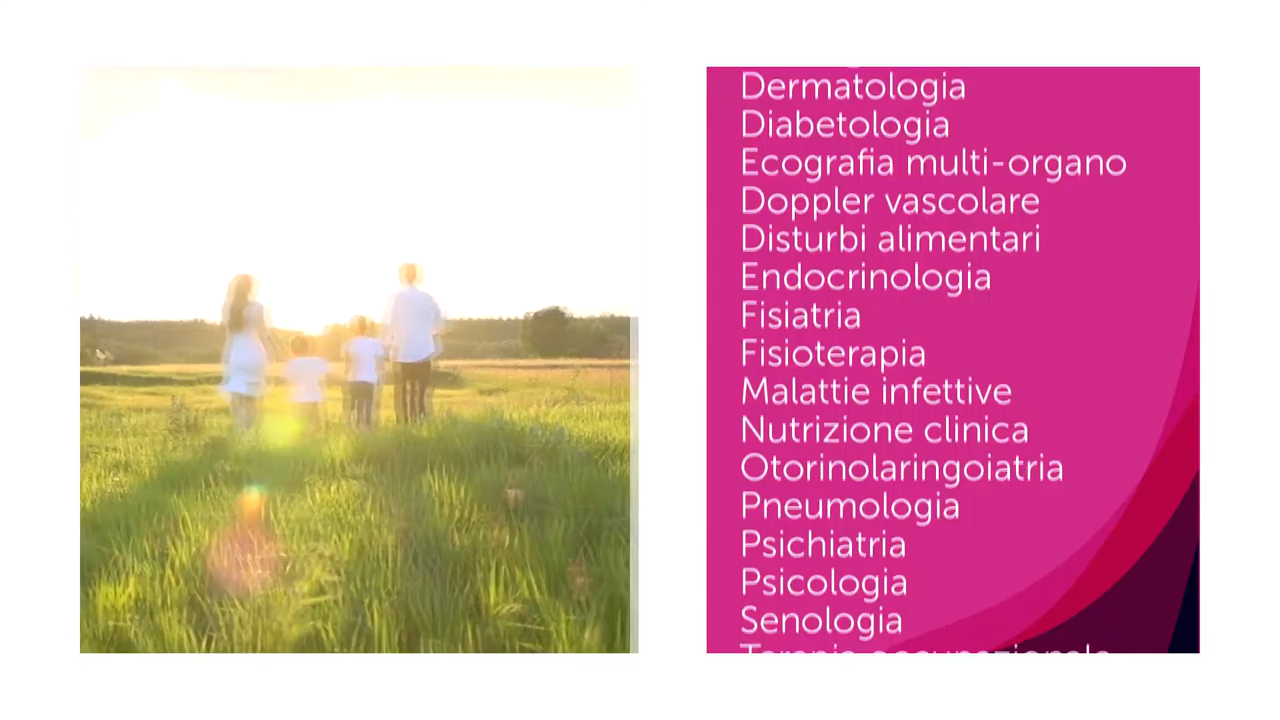 Dermatologia
Diabetologia
Ecografia multi-organo
Doppler vascolare
Disturbi alimentari
Endocrinologia
Fisiatria
Fisioterapia
Malattie infettive
Nutrizione clinica
Otorinolaringoiatria
Pneumologia
Psichiatria
Psicologia
Senologia